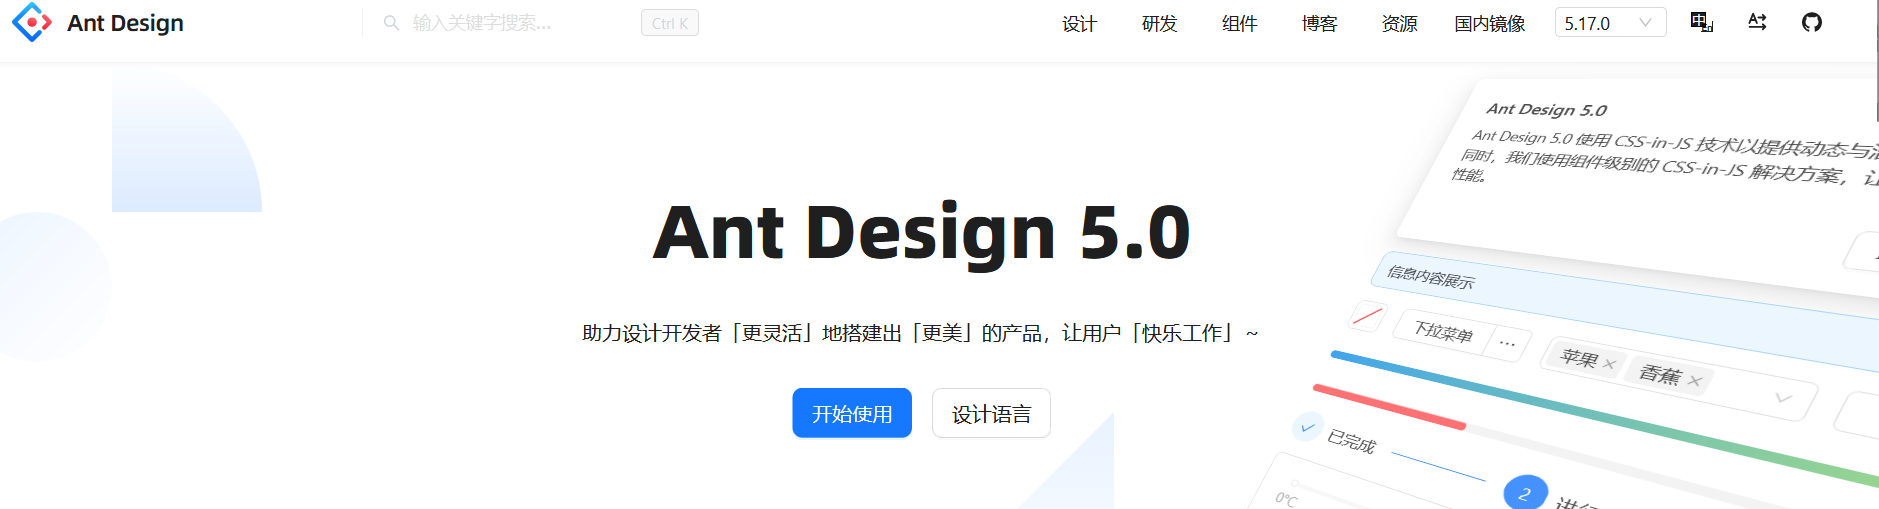 Ant Design
输入关键字搜索...
Ctrl K
设计
研发
组件
博客
资源
国内镜像
5.17.0
中
en
Ant Design 5.0
Ant Design 5.0 使用 CSS-in-JS 技术以提供动态与
同时，我们使用组件级别的 CSS-in-JS 解决方案，让
性能。
Ant Design 5.0
助力设计开发者「更灵活」地搭建出「更美」的产品，让用户「快乐工作」~
开始使用
设计语言
信息内容展示
下拉菜单
...
苹果
香蕉
已完成
2
进行
0°C